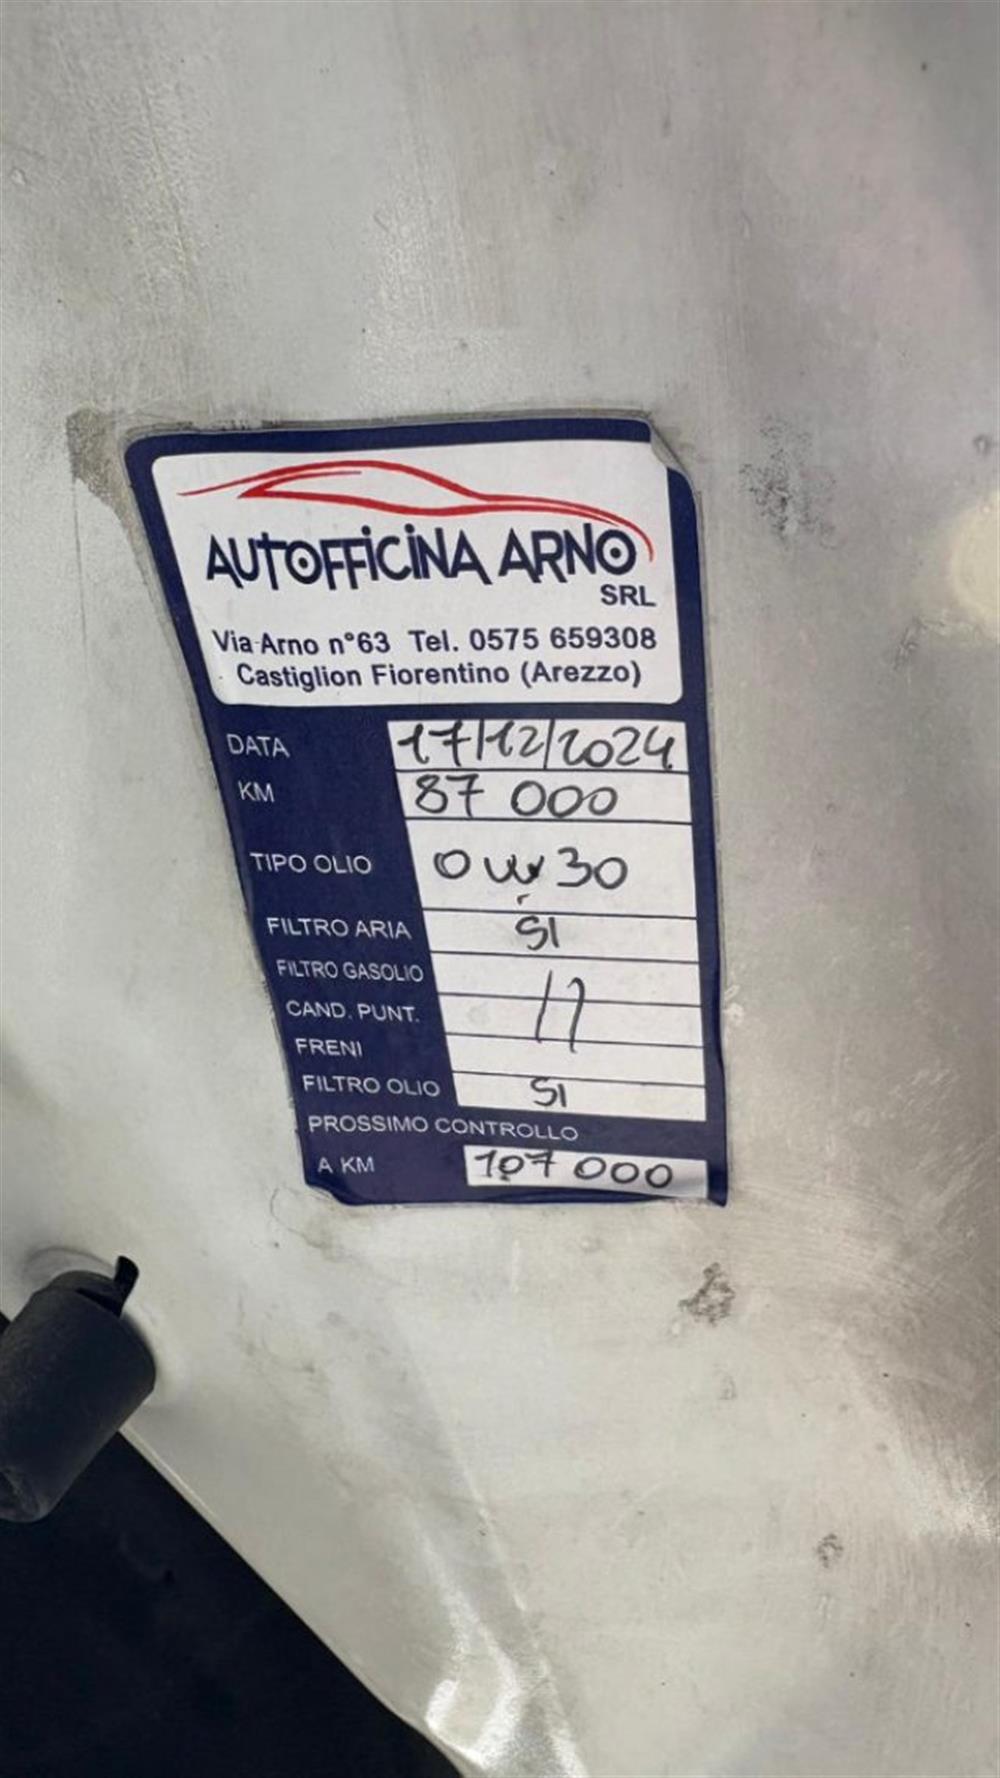 AUTOFFICINA ARNO
SRL
Via Arno n°63 Tel. 0575 659308
Castiglion Fiorentino (Arezzo)
DATA 17/12/2024
KM 87 000
TIPO OLIO 0w30
FILTRO ARIA SI
FILTRO GASOLIO
CAND. PUNT. //
FRENI
FILTRO OLIO SI
PROSSIMO CONTROLLO
A KM 107 000